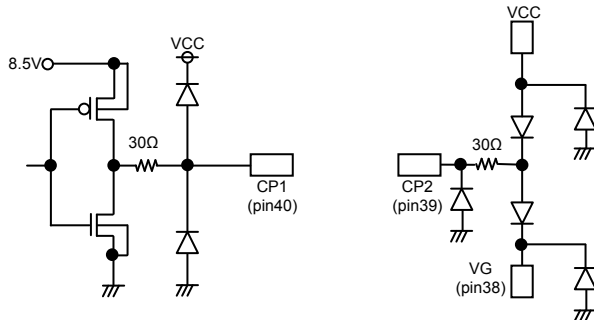 VCC
8.5V
30Ω
CP1
(pin40)
VCC
30Ω
CP2
(pin39)
VG
(pin38)